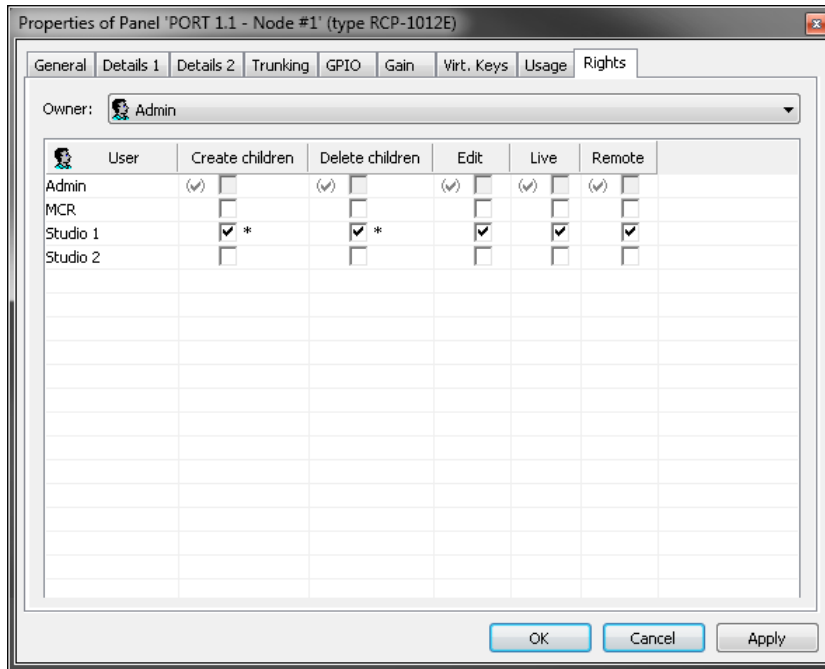 Properties of Panel 'PORT 1.1 - Node #1' (type RCP-1012E)
General Details 1 Details 2 Trunking GPIO Gain Virt. Keys Usage Rights
Owner: Admin
User Create children Delete children Edit Live Remote
Admin (✓) (✓) (✓) (✓) (✓)
MCR
Studio 1 ✓ * ✓ * ✓ ✓ ✓
Studio 2
OK Cancel Apply